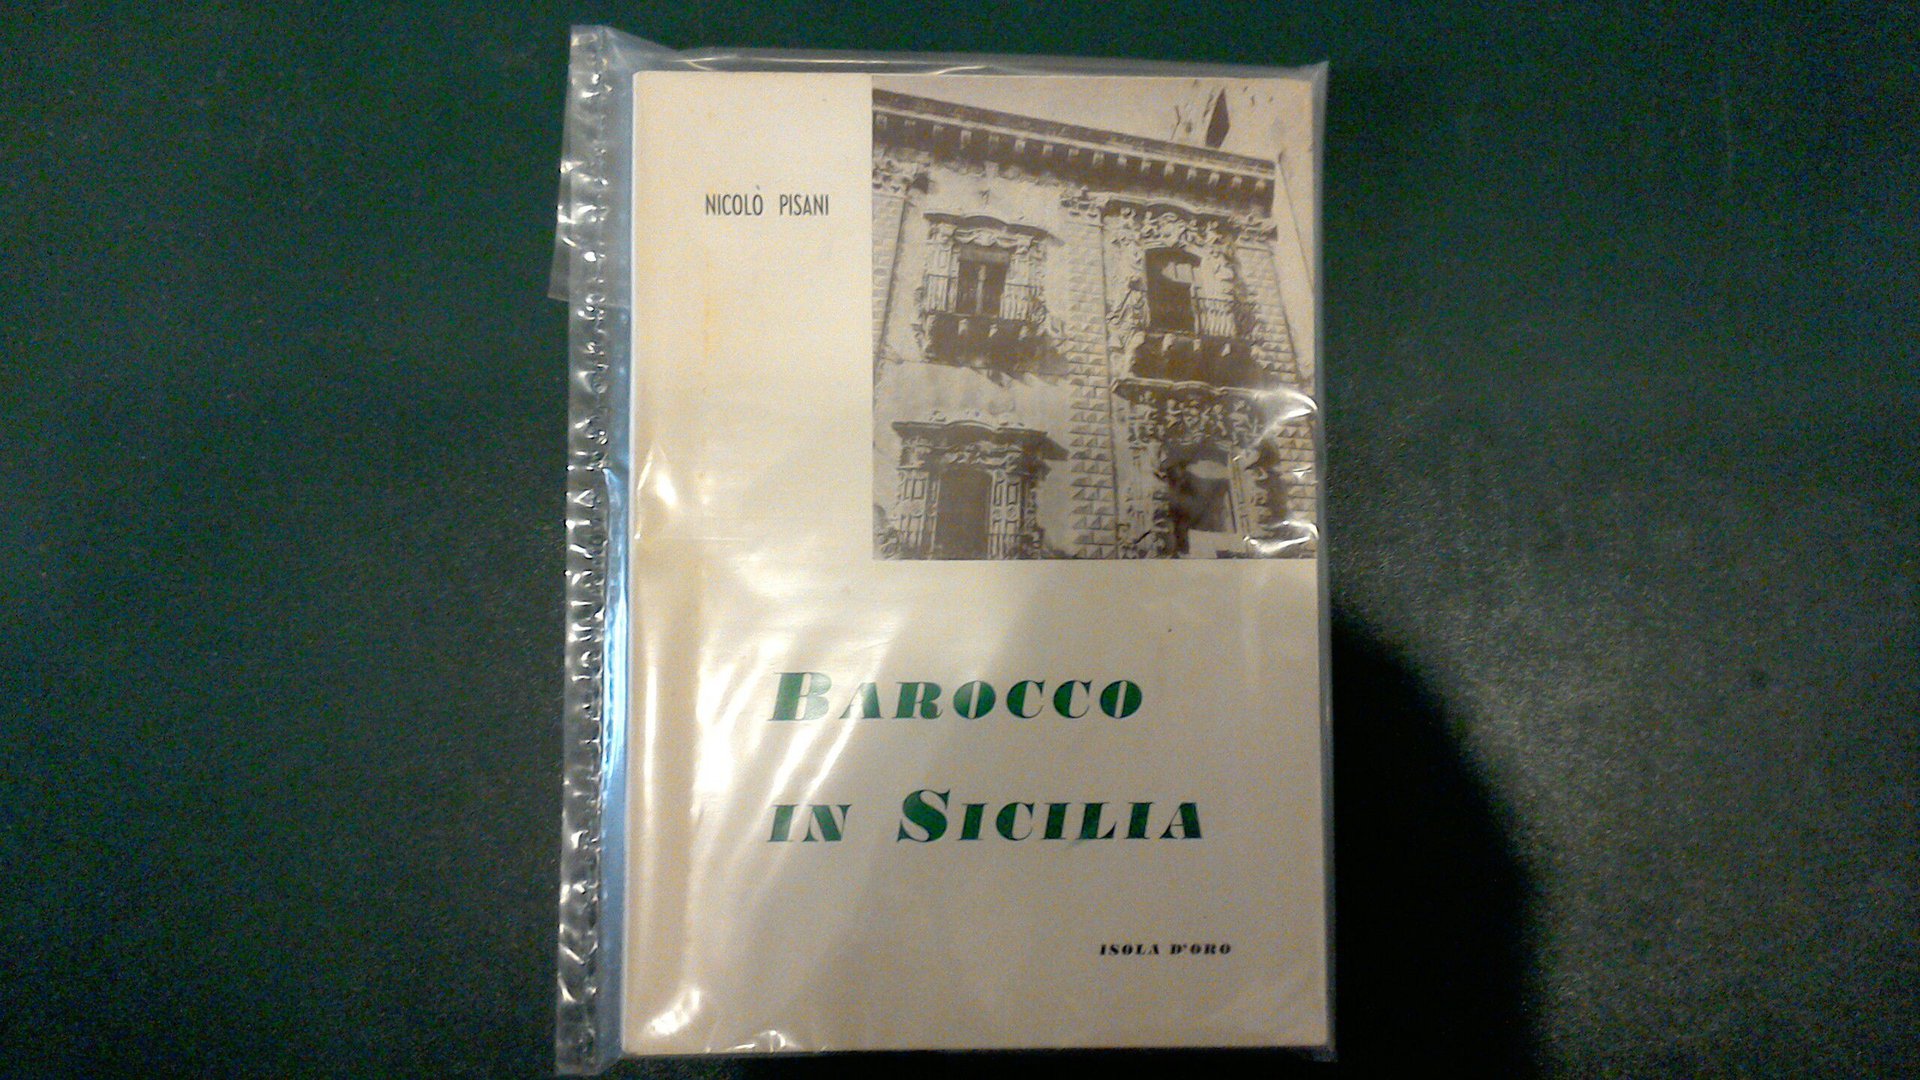 NICOLÒ PISANI
BAROCCO
IN SICILIA
ISOLA D'ORO